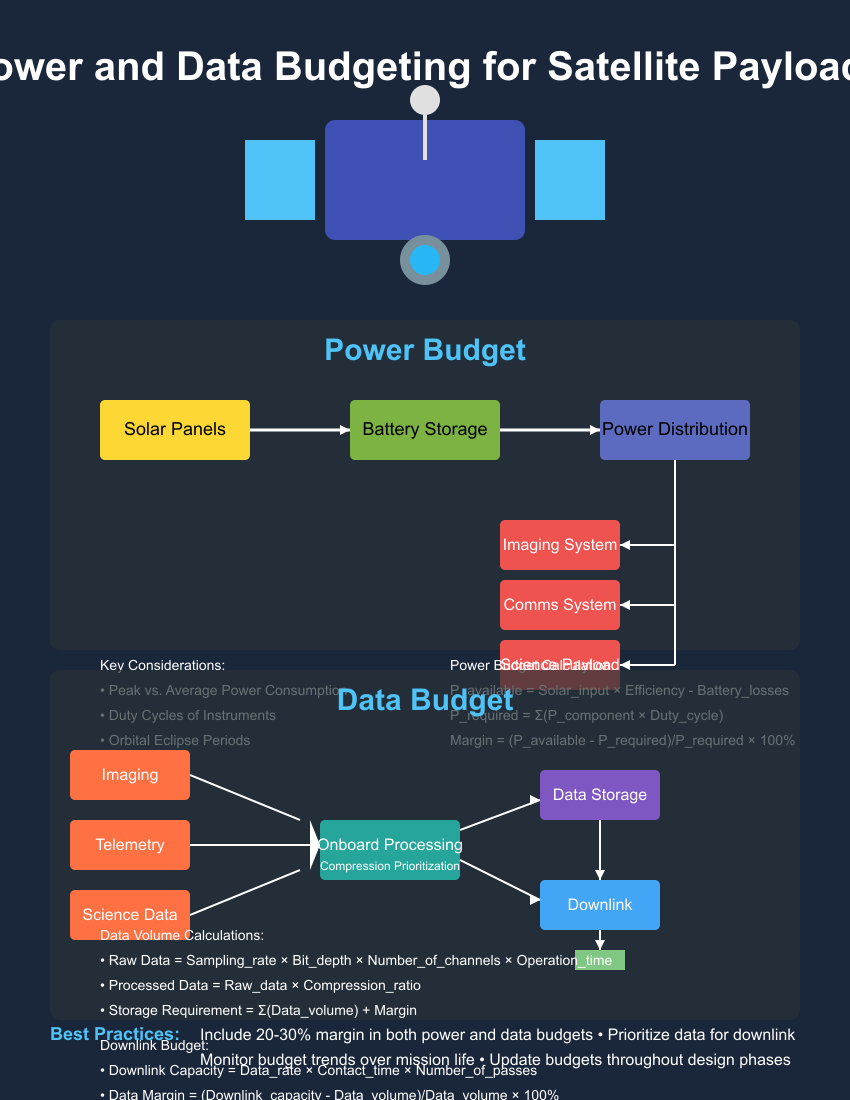 ower and Data Budgeting for Satellite Payload
Power Budget
Solar Panels
Battery Storage
Power Distribution
Imaging System
Comms System
Science Payload
Key Considerations:
• Peak vs. Average Power Consumption
• Duty Cycles of Instruments
• Orbital Eclipse Periods
Power Budget Calculation:
P_available = Solar_input × Efficiency - Battery_losses
P_required = Σ(P_component × Duty_cycle)
Margin = (P_available - P_required)/P_required × 100%
Data Budget
Imaging
Telemetry
Science Data
Onboard Processing
Compression Prioritization
Data Storage
Downlink
Data Volume Calculations:
• Raw Data = Sampling_rate × Bit_depth × Number_of_channels × Operation_time
• Processed Data = Raw_data × Compression_ratio
• Storage Requirement = Σ(Data_volume) + Margin
Best Practices:
Include 20-30% margin in both power and data budgets • Prioritize data for downlink
Monitor budget trends over mission life • Update budgets throughout design phases
Downlink Budget:
• Downlink Capacity = Data_rate × Contact_time × Number_of_passes
• Data Margin = (Downlink_capacity - Data_volume)/Data_volume × 100%